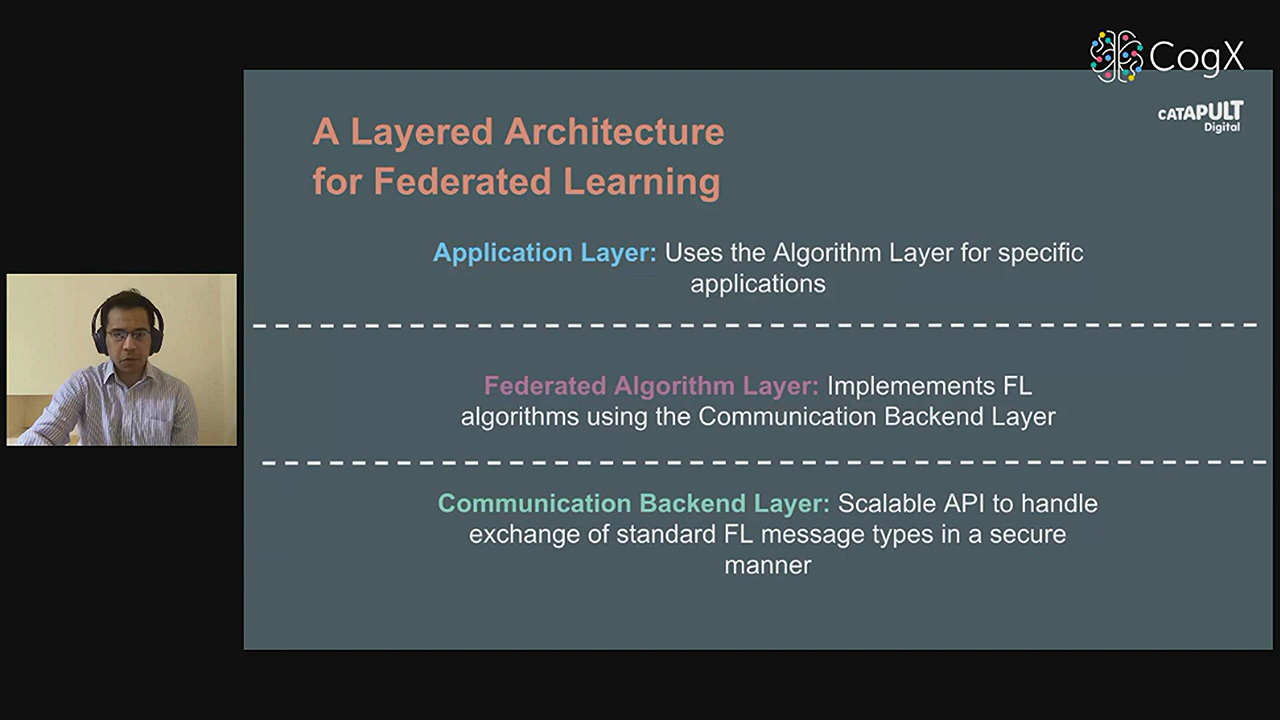 CogX
CATAPULT
Digital
A Layered Architecture
for Federated Learning
Application Layer: Uses the Algorithm Layer for specific
applications
Federated Algorithm Layer: Implemements FL
algorithms using the Communication Backend Layer
Communication Backend Layer: Scalable API to handle
exchange of standard FL message types in a secure
manner